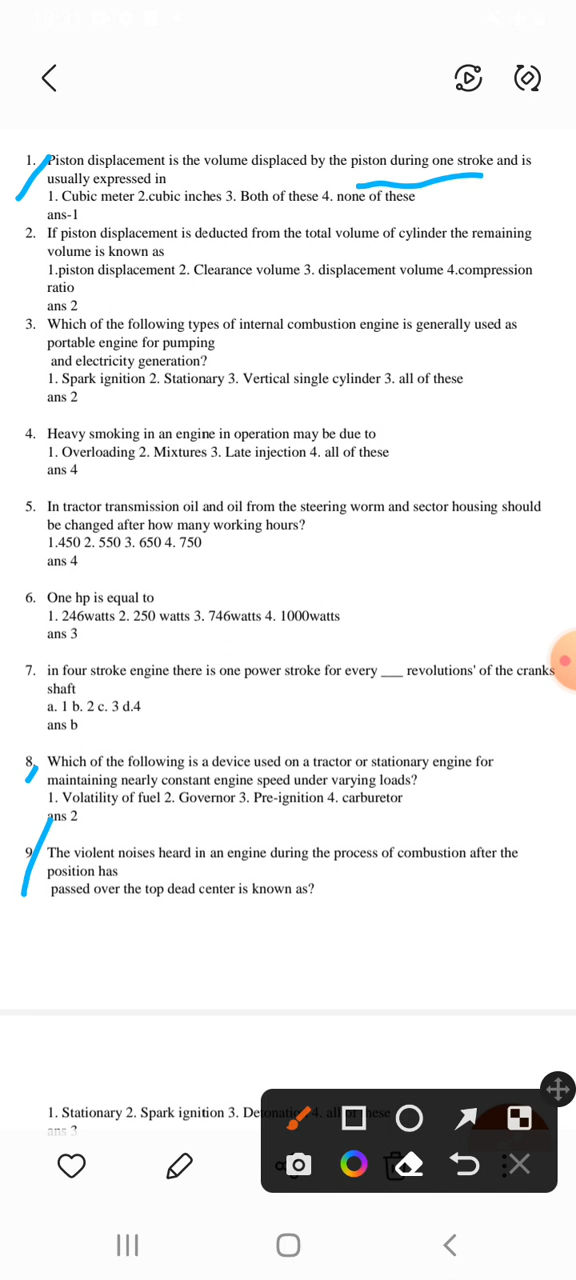 1. Piston displacement is the volume displaced by the piston during one stroke and is
usually expressed in
1. Cubic meter 2.cubic inches 3. Both of these 4. none of these
ans-1
2. If piston displacement is deducted from the total volume of cylinder the remaining
volume is known as
1.piston displacement 2. Clearance volume 3. displacement volume 4.compression
ratio
ans 2
3. Which of the following types of internal combustion engine is generally used as
portable engine for pumping
and electricity generation?
1. Spark ignition 2. Stationary 3. Vertical single cylinder 3. all of these
ans 2
4. Heavy smoking in an engine in operation may be due to
1. Overloading 2. Mixtures 3. Late injection 4. all of these
ans 4
5. In tractor transmission oil and oil from the steering worm and sector housing should
be changed after how many working hours?
1.450 2. 550 3. 650 4. 750
ans 4
6. One hp is equal to
1. 246watts 2. 250 watts 3. 746watts 4. 1000watts
ans 3
7. in four stroke engine there is one power stroke for every ___ revolutions' of the cranks
shaft
a. 1 b. 2 c. 3 d.4
ans b
8. Which of the following is a device used on a tractor or stationary engine for
maintaining nearly constant engine speed under varying loads?
1. Volatility of fuel 2. Governor 3. Pre-ignition 4. carburetor
ans 2
9. The violent noises heard in an engine during the process of combustion after the
position has
passed over the top dead center is known as?
1. Stationary 2. Spark ignition 3. Detonation 4. all of these
ans 3